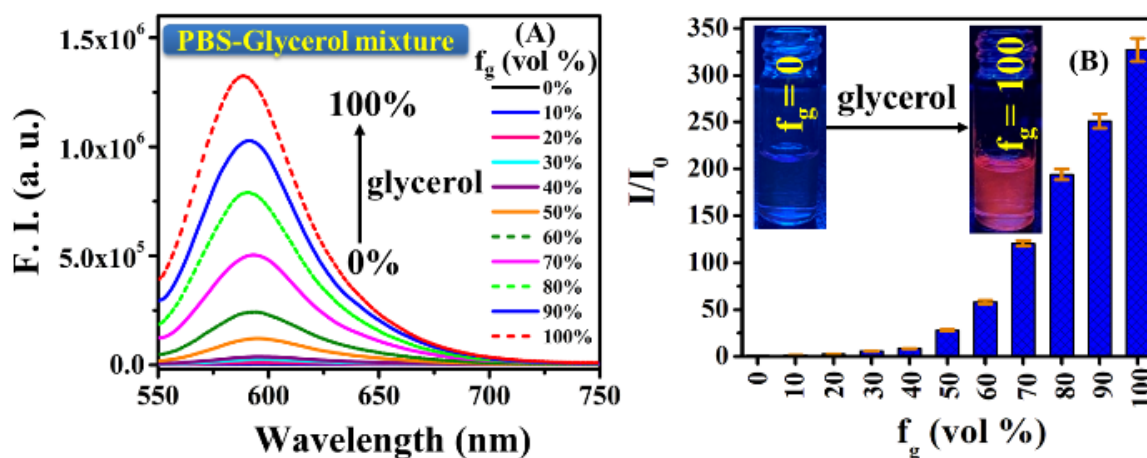 PBS-Glycerol mixture
(A)
f_g (vol %)
0%
10%
20%
30%
40%
50%
60%
70%
80%
90%
100%
100%
glycerol
0%
1.5x10⁶
1.0x10⁶
5.0x10⁵
0.0
F. I. (a. u.)
550
600
650
700
750
Wavelength (nm)
(B)
f_g = 0
glycerol
f_g = 100
350
300
250
200
150
100
50
0
I/I₀
0
10
20
30
40
50
60
70
80
90
100
f_g (vol %)